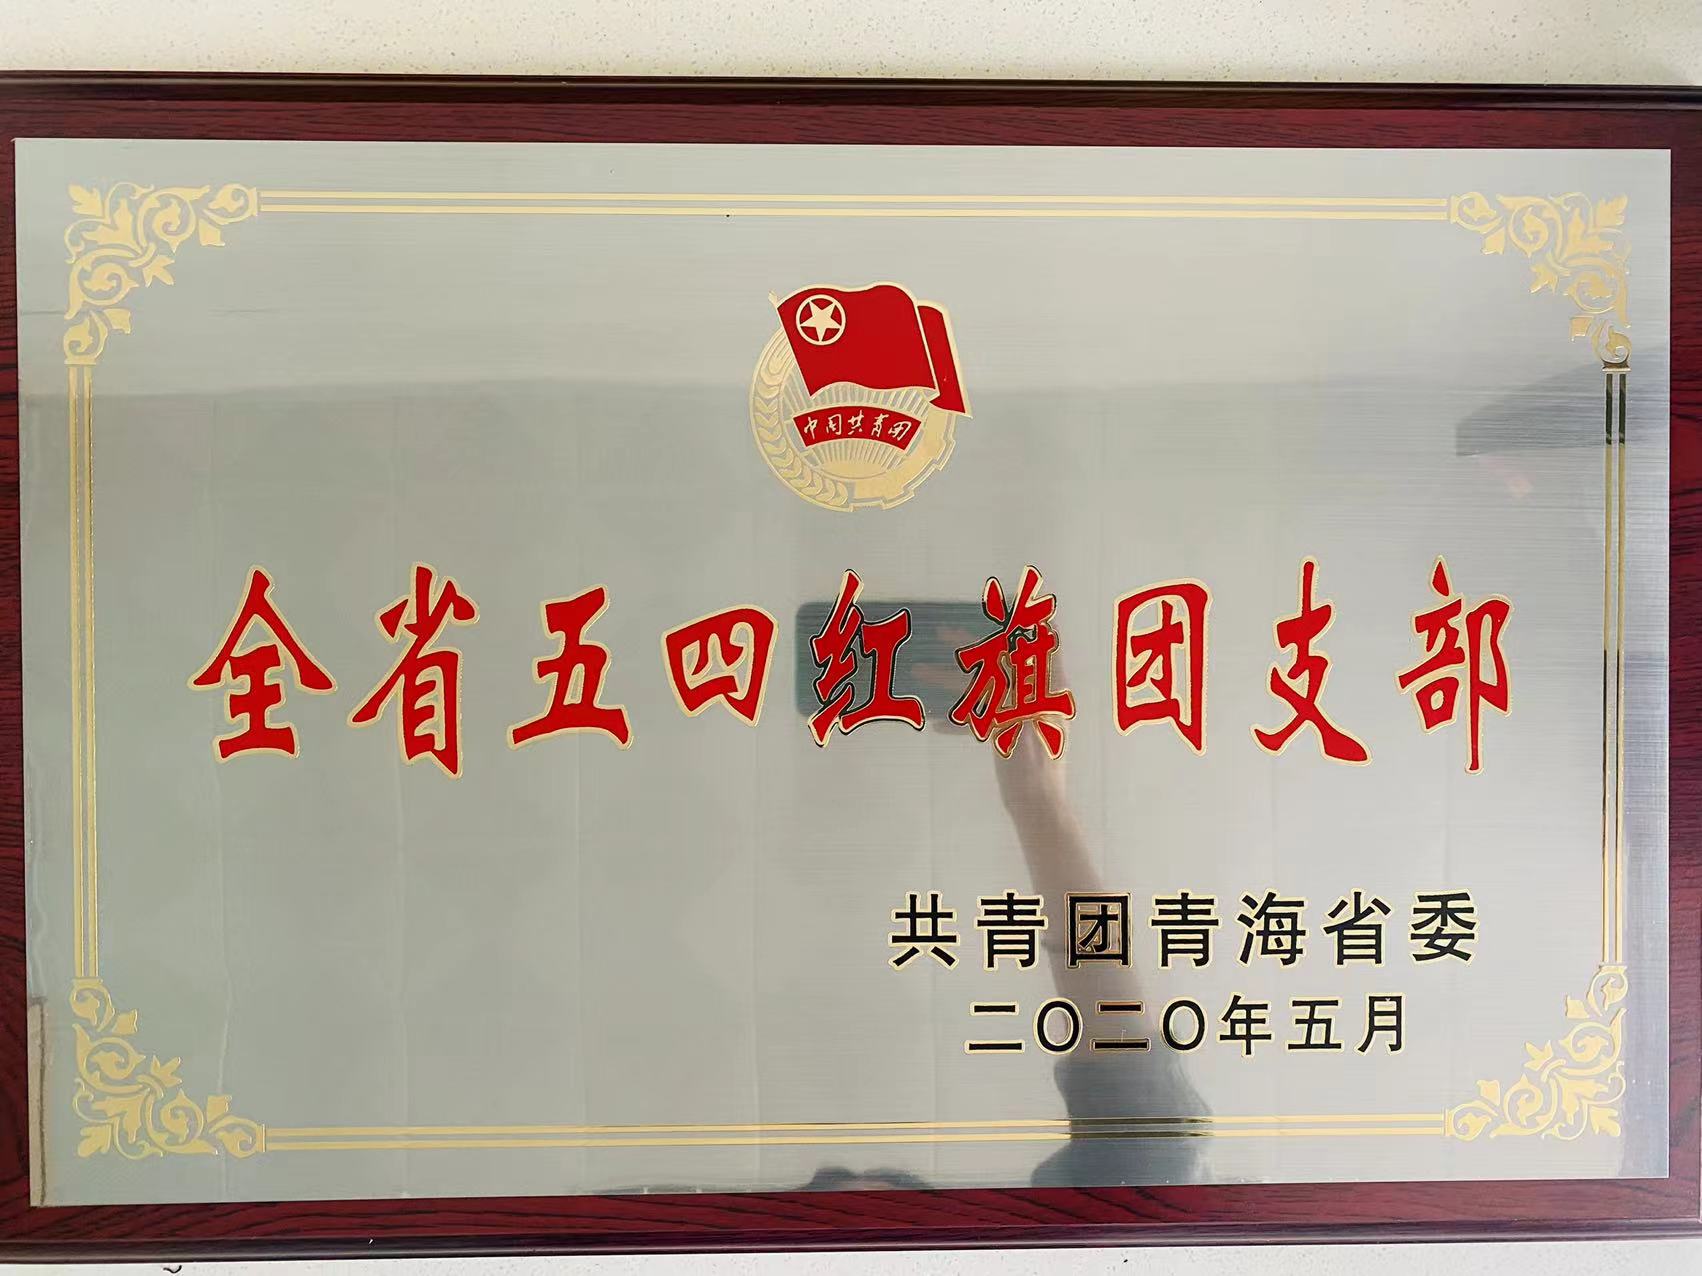 中国共青团
全省五四红旗团支部
共青团青海省委
二〇二〇年五月